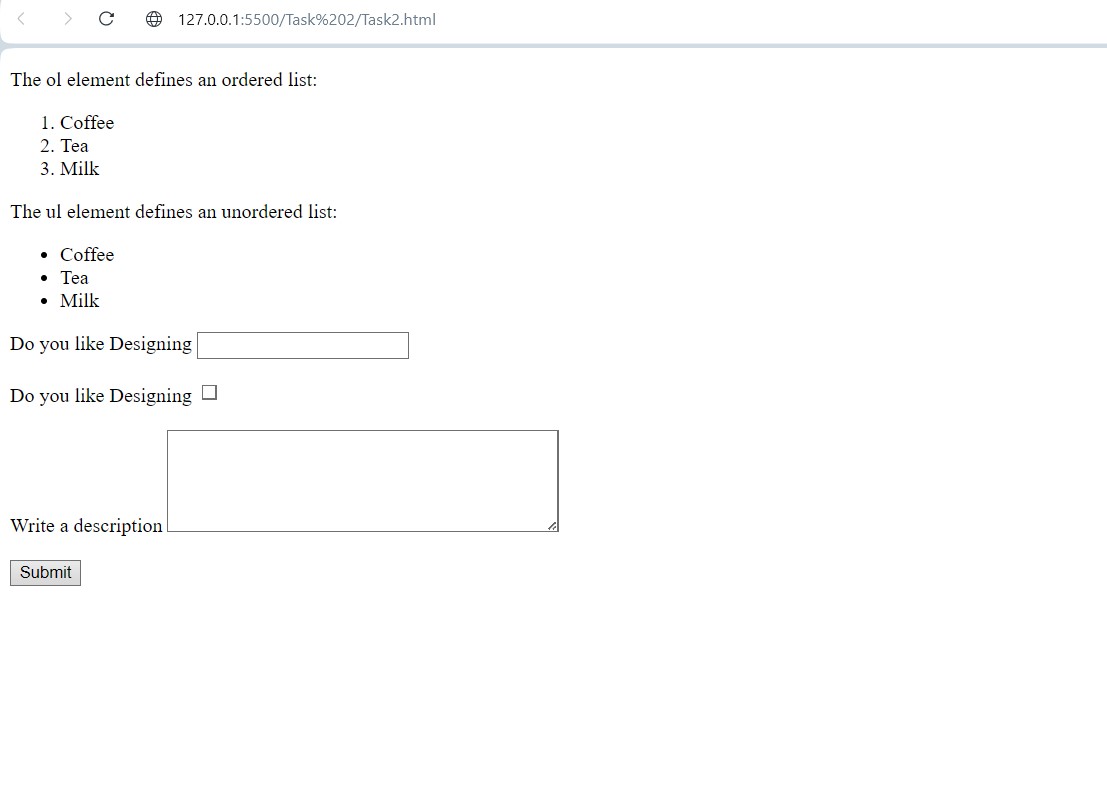 127.0.0.1:5500/Task%202/Task2.html
The ol element defines an ordered list:
1. Coffee
2. Tea
3. Milk
The ul element defines an unordered list:
• Coffee
• Tea
• Milk
Do you like Designing
Do you like Designing
Write a description
Submit